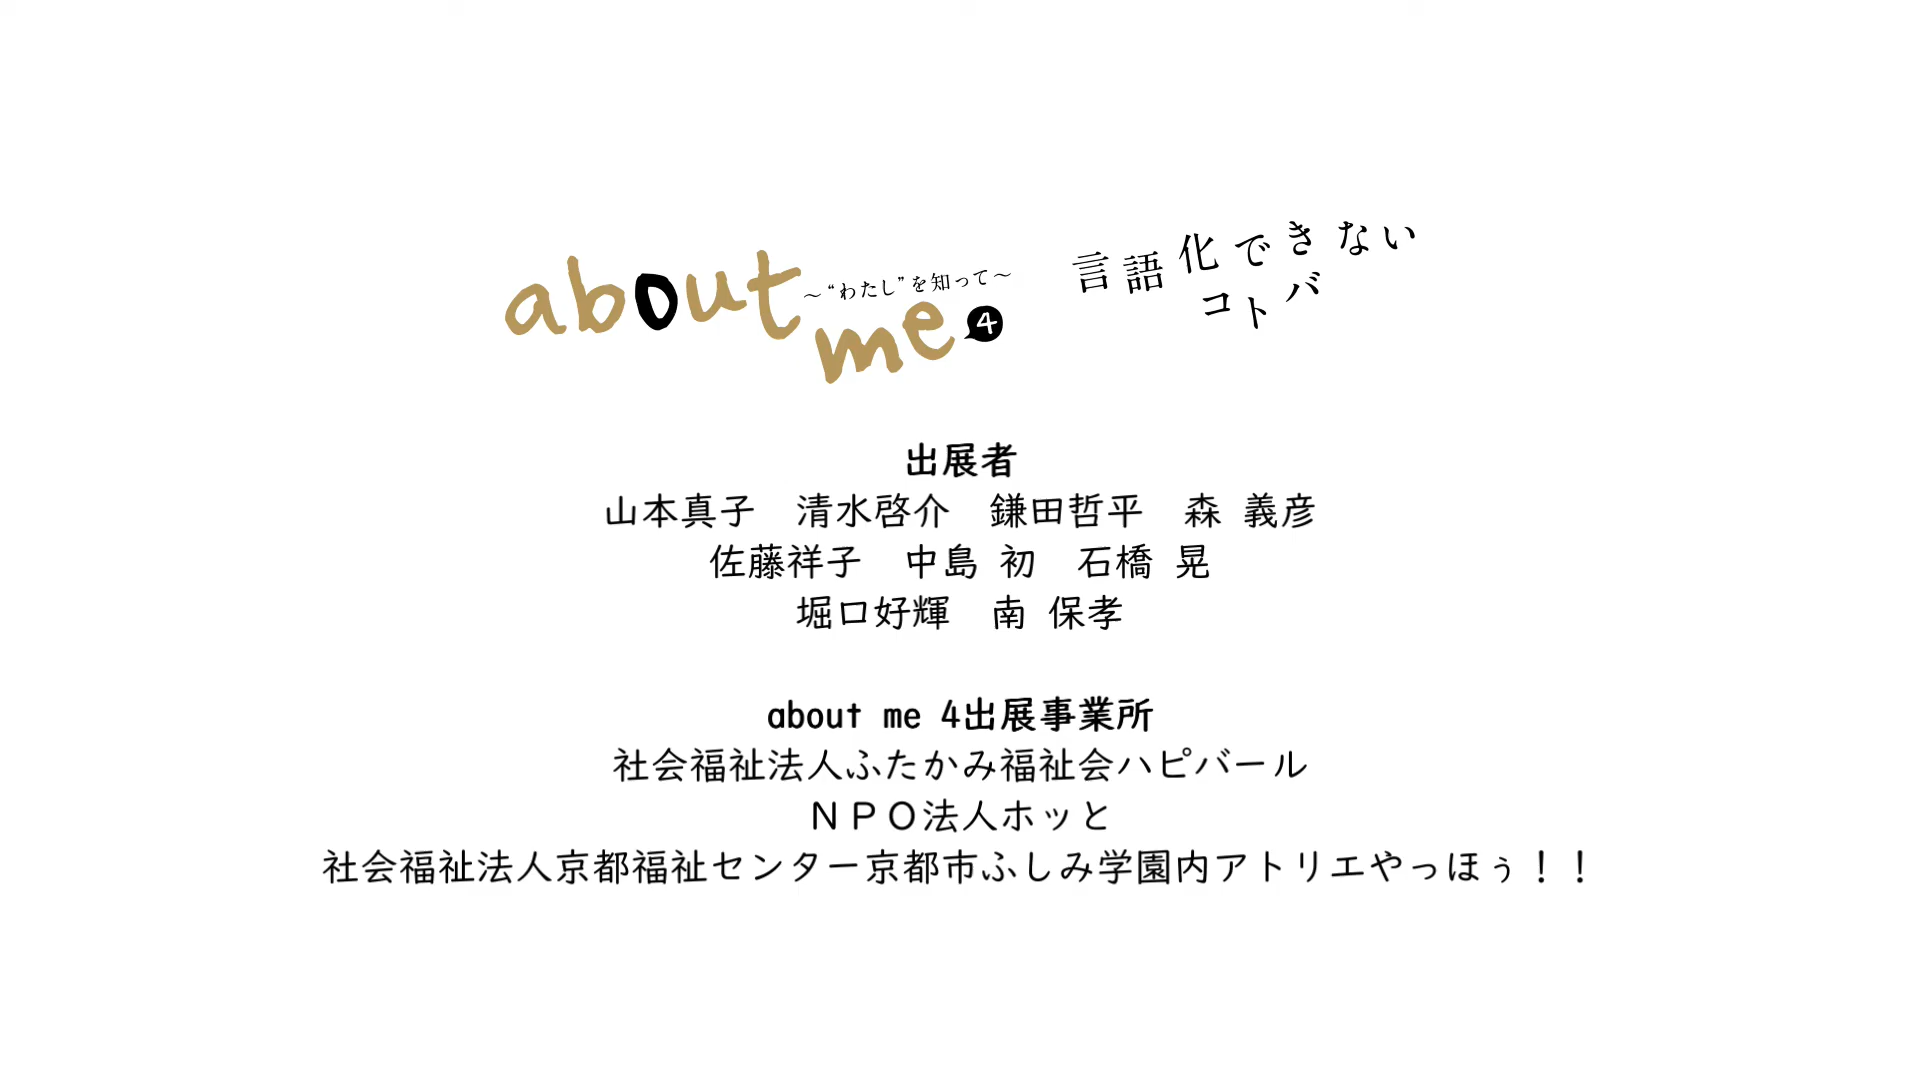 about me 4
～“わたし”を知って～
言語化できない
コトバ
出展者
山本真子　清水啓介　鎌田哲平　森 義彦
佐藤祥子　中島 初　石橋 晃
堀口好輝　南 保孝
about me 4出展事業所
社会福祉法人ふたかみ福祉会ハピバール
ＮＰＯ法人ホッと
社会福祉法人京都福祉センター京都市ふしみ学園内アトリエやっほぅ！！